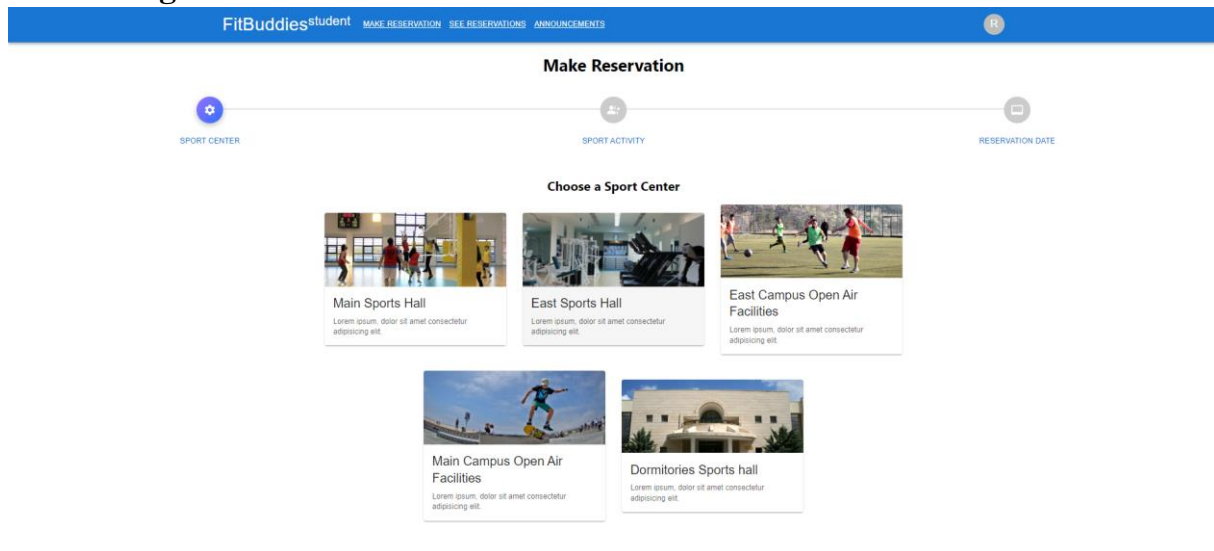 FitBuddiesstudent MAKE RESERVATION SEE RESERVATIONS ANNOUNCEMENTS R
Make Reservation
SPORT CENTER SPORT ACTIVITY RESERVATION DATE
Choose a Sport Center
Main Sports Hall
Lorem ipsum, dolor sit amet consectetur
adipisicing elit.
East Sports Hall
Lorem ipsum, dolor sit amet consectetur
adipisicing elit.
East Campus Open Air
Facilities
Lorem ipsum, dolor sit amet consectetur
adipisicing elit.
Main Campus Open Air
Facilities
Lorem ipsum, dolor sit amet consectetur
adipisicing elit.
Dormitories Sports hall
Lorem ipsum, dolor sit amet consectetur
adipisicing elit.